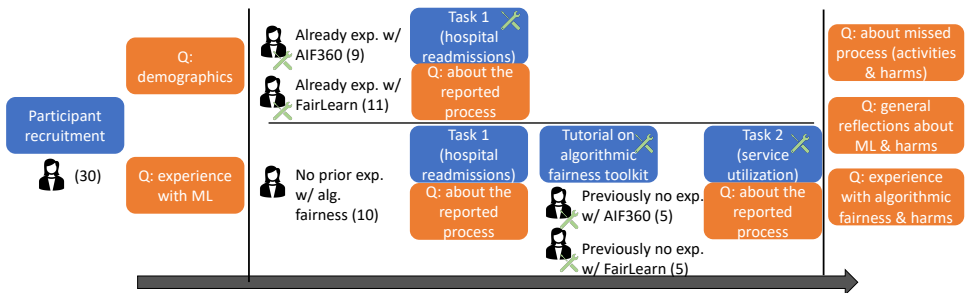 Participant
recruitment
(30)
Q:
demographics
Q: experience
with ML
Already exp. w/
AIF360 (9)
Already exp. w/
FairLearn (11)
Task 1
(hospital
readmissions)
Q: about the
reported
process
No prior exp.
w/ alg.
fairness (10)
Task 1
(hospital
readmissions)
Q: about the
reported
process
Tutorial on
algorithmic
fairness toolkit
Previously no exp.
w/ AIF360 (5)
Previously no exp.
w/ FairLearn (5)
Task 2
(service
utilization)
Q: about the
reported
process
Q: about missed
process (activities
& harms)
Q: general
reflections about
ML & harms
Q: experience
with algorithmic
fairness & harms